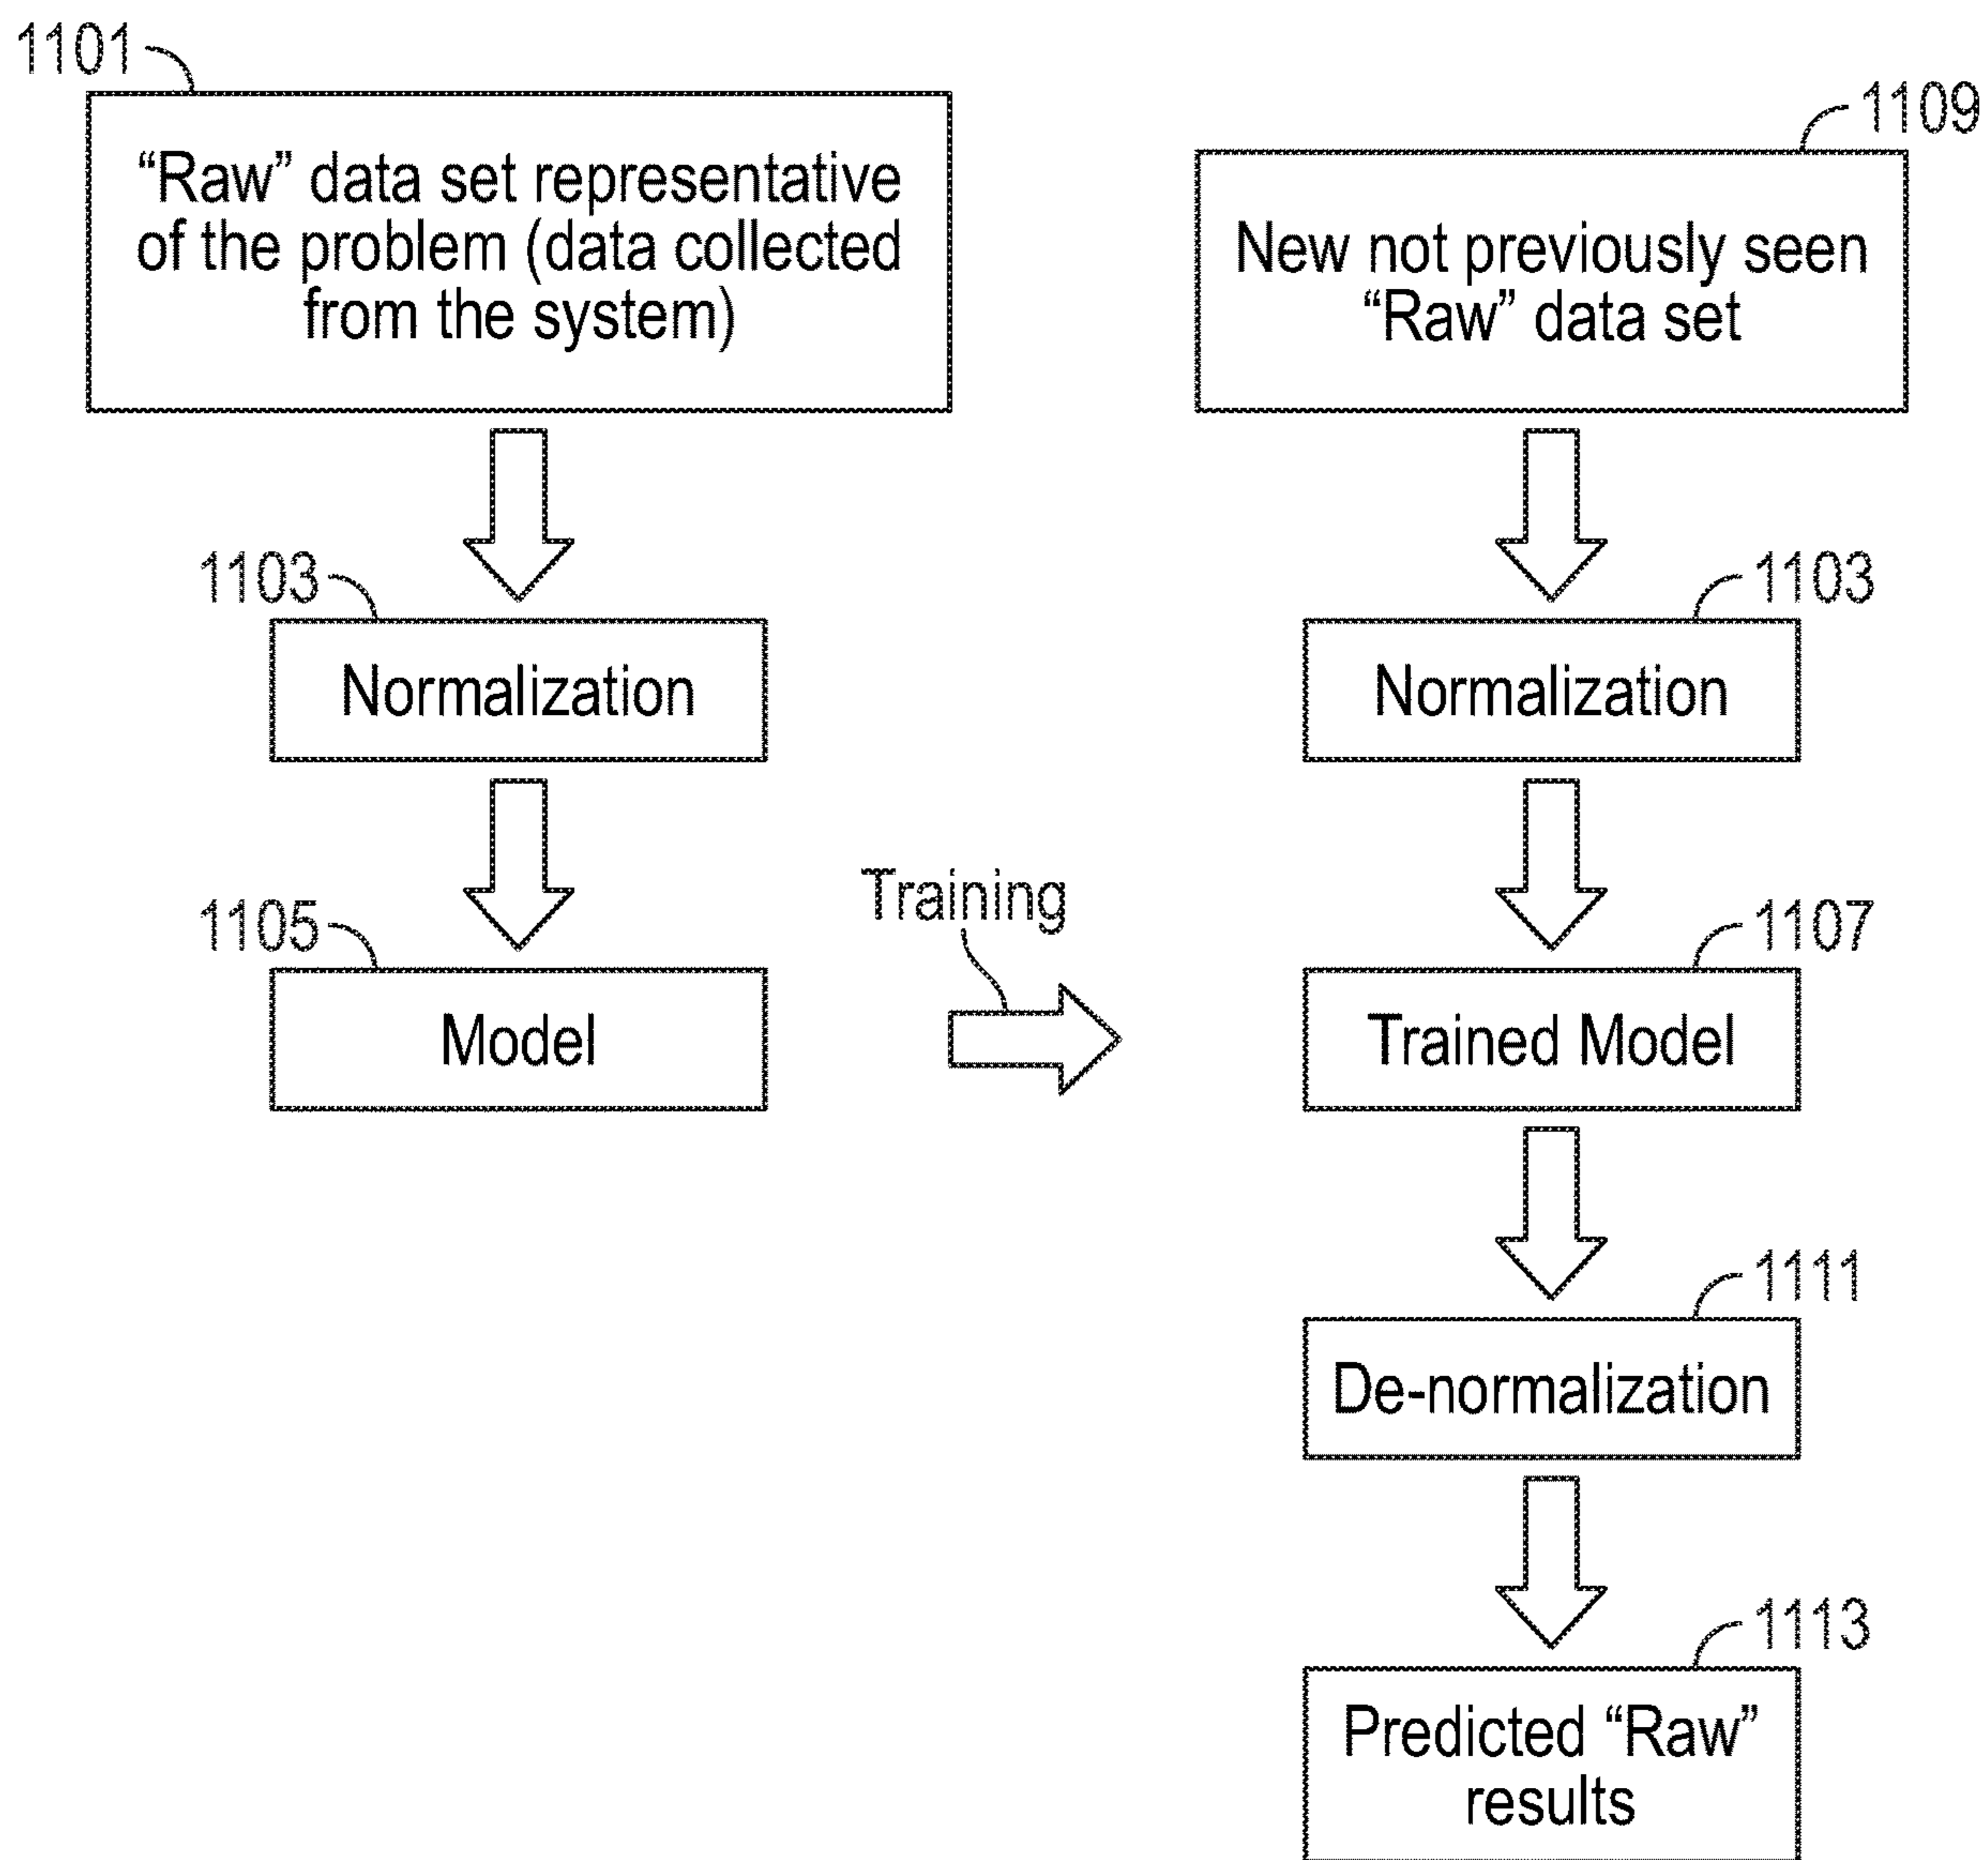 1101
“Raw” data set representative
of the problem (data collected
from the system)
1103
Normalization
1105
Model
Training
1109
New not previously seen
“Raw” data set
1103
Normalization
1107
Trained Model
1111
De-normalization
1113
Predicted “Raw”
results